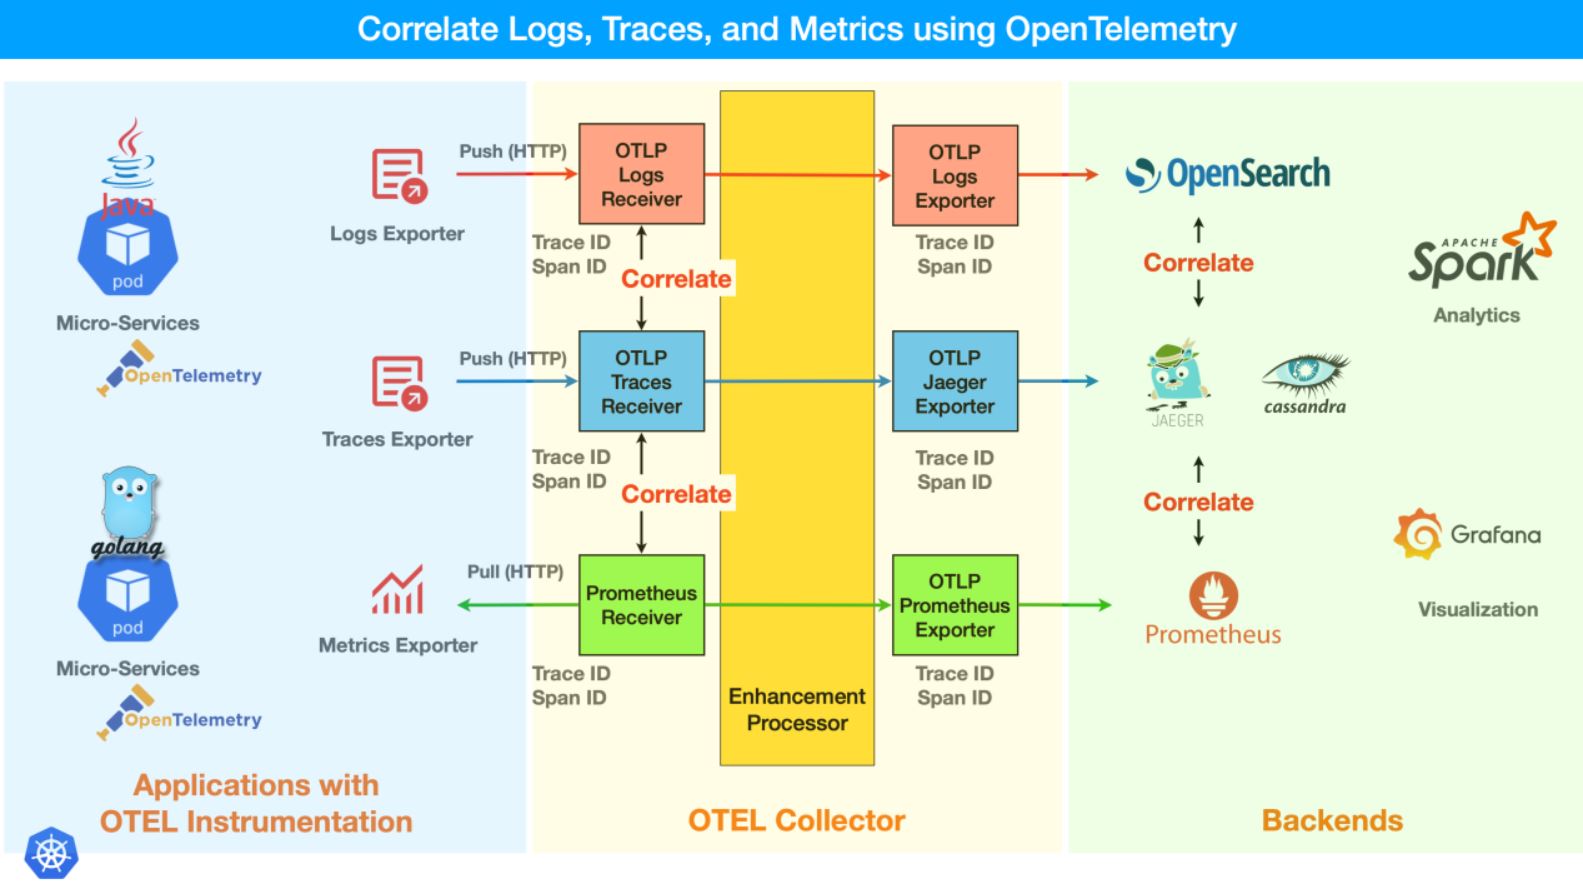 Correlate Logs, Traces, and Metrics using OpenTelemetry
Java
pod
Micro-Services
OpenTelemetry
golang
pod
Micro-Services
OpenTelemetry
Applications with
OTEL Instrumentation
Logs Exporter
Traces Exporter
Metrics Exporter
Push (HTTP)
Push (HTTP)
Pull (HTTP)
OTLP
Logs
Receiver
Trace ID
Span ID
Correlate
OTLP
Traces
Receiver
Trace ID
Span ID
Correlate
Prometheus
Receiver
Trace ID
Span ID
Enhancement
Processor
OTLP
Logs
Exporter
Trace ID
Span ID
OTLP
Jaeger
Exporter
Trace ID
Span ID
OTLP
Prometheus
Exporter
Trace ID
Span ID
OTEL Collector
OpenSearch
Correlate
JAEGER
cassandra
Correlate
Prometheus
APACHE
Spark
Analytics
Grafana
Visualization
Backends